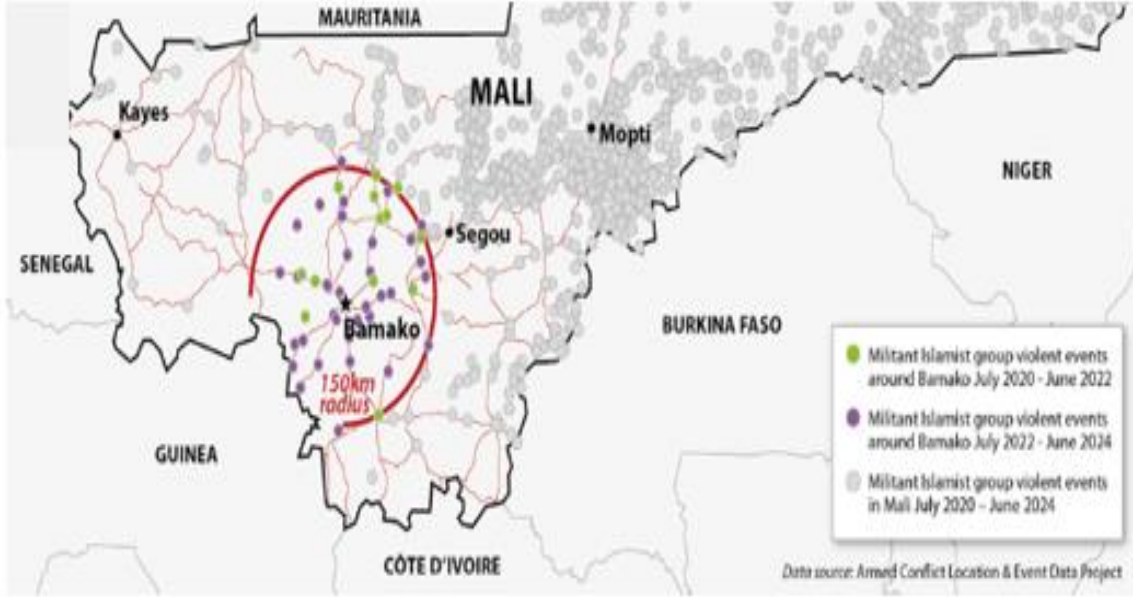 MAURITANIA
MALI
Kayes
Mopti
NIGER
Segou
SENEGAL
Bamako
BURKINA FASO
150km
radius
GUINEA
CÔTE D'IVOIRE
Militant Islamist group violent events
around Bamako July 2020 - June 2022
Militant Islamist group violent events
around Bamako July 2022 - June 2024
Militant Islamist group violent events
in Mali July 2020 – June 2024
Data source: Armed Conflict Location & Event Data Project